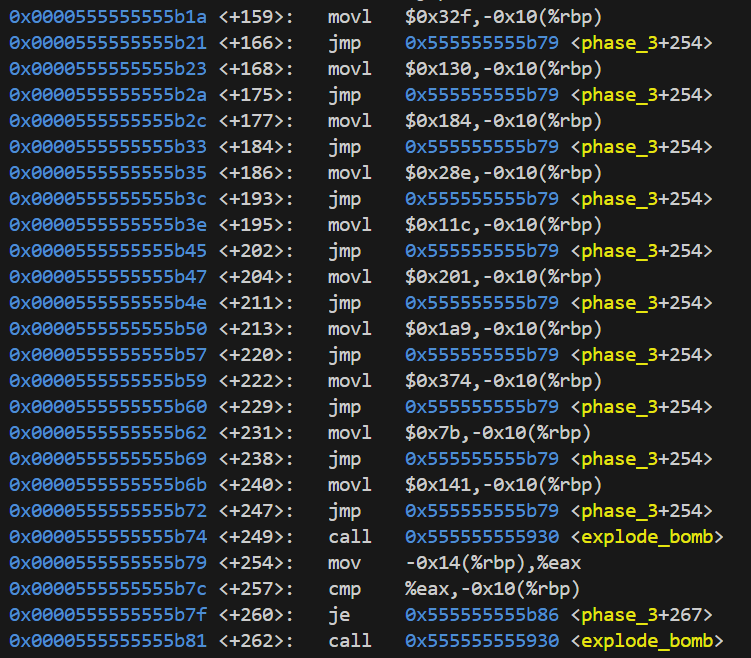 0x0000555555555b1a <+159>: movl $0x32f,-0x10(%rbp)
0x0000555555555b21 <+166>: jmp 0x555555555b79 <phase_3+254>
0x0000555555555b23 <+168>: movl $0x130,-0x10(%rbp)
0x0000555555555b2a <+175>: jmp 0x555555555b79 <phase_3+254>
0x0000555555555b2c <+177>: movl $0x184,-0x10(%rbp)
0x0000555555555b33 <+184>: jmp 0x555555555b79 <phase_3+254>
0x0000555555555b35 <+186>: movl $0x28e,-0x10(%rbp)
0x0000555555555b3c <+193>: jmp 0x555555555b79 <phase_3+254>
0x0000555555555b3e <+195>: movl $0x11c,-0x10(%rbp)
0x0000555555555b45 <+202>: jmp 0x555555555b79 <phase_3+254>
0x0000555555555b47 <+204>: movl $0x201,-0x10(%rbp)
0x0000555555555b4e <+211>: jmp 0x555555555b79 <phase_3+254>
0x0000555555555b50 <+213>: movl $0x1a9,-0x10(%rbp)
0x0000555555555b57 <+220>: jmp 0x555555555b79 <phase_3+254>
0x0000555555555b59 <+222>: movl $0x374,-0x10(%rbp)
0x0000555555555b60 <+229>: jmp 0x555555555b79 <phase_3+254>
0x0000555555555b62 <+231>: movl $0x7b,-0x10(%rbp)
0x0000555555555b69 <+238>: jmp 0x555555555b79 <phase_3+254>
0x0000555555555b6b <+240>: movl $0x141,-0x10(%rbp)
0x0000555555555b72 <+247>: jmp 0x555555555b79 <phase_3+254>
0x0000555555555b74 <+249>: call 0x555555555930 <explode_bomb>
0x0000555555555b79 <+254>: mov -0x14(%rbp),%eax
0x0000555555555b7c <+257>: cmp %eax,-0x10(%rbp)
0x0000555555555b7f <+260>: je 0x555555555b86 <phase_3+267>
0x0000555555555b81 <+262>: call 0x555555555930 <explode_bomb>